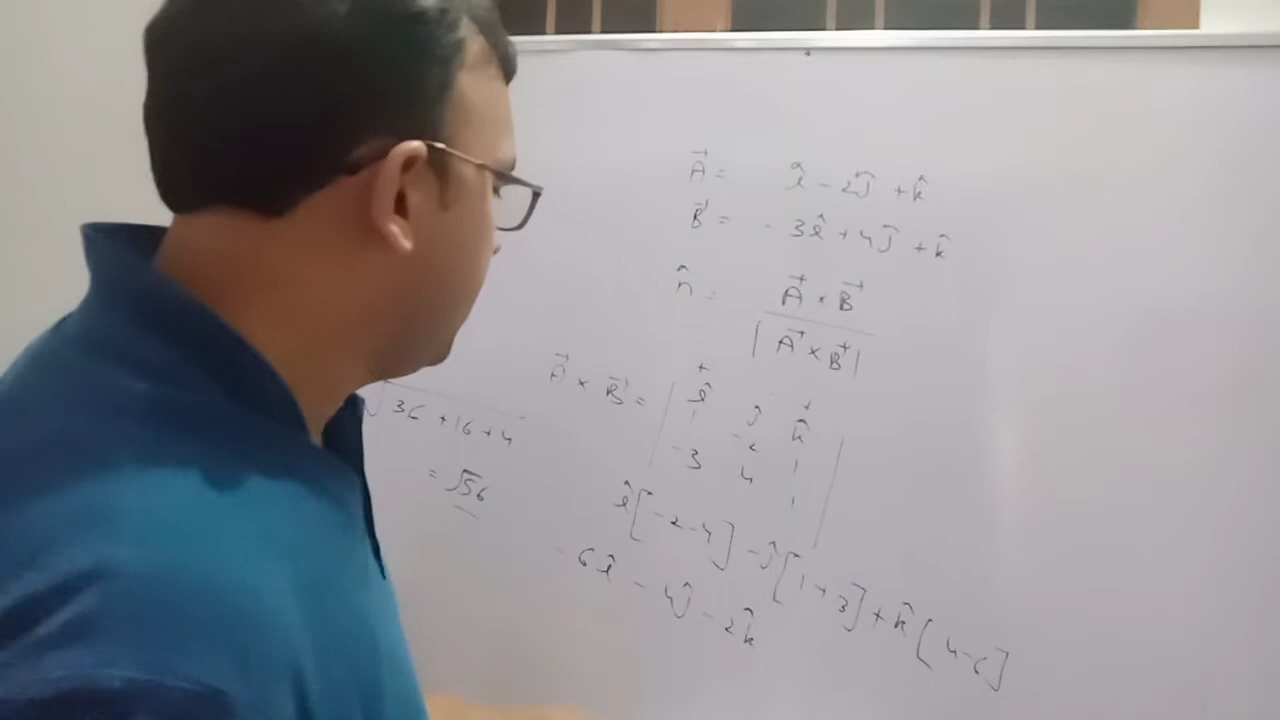 A⃗ = î - 2ĵ + k̂
B⃗ = - 3î + 4ĵ + k̂
n̂ = A⃗ × B⃗
| A⃗ × B⃗ |
A⃗ × B⃗ = | î ĵ k̂ |
1 -2 1
-3 4 1
î [ -2 - 4 ] - ĵ [ 1 + 3 ] + k̂ [ 4 - 6 ]
- 6î - 4ĵ - 2k̂
√36 + 16 + 4
= √56